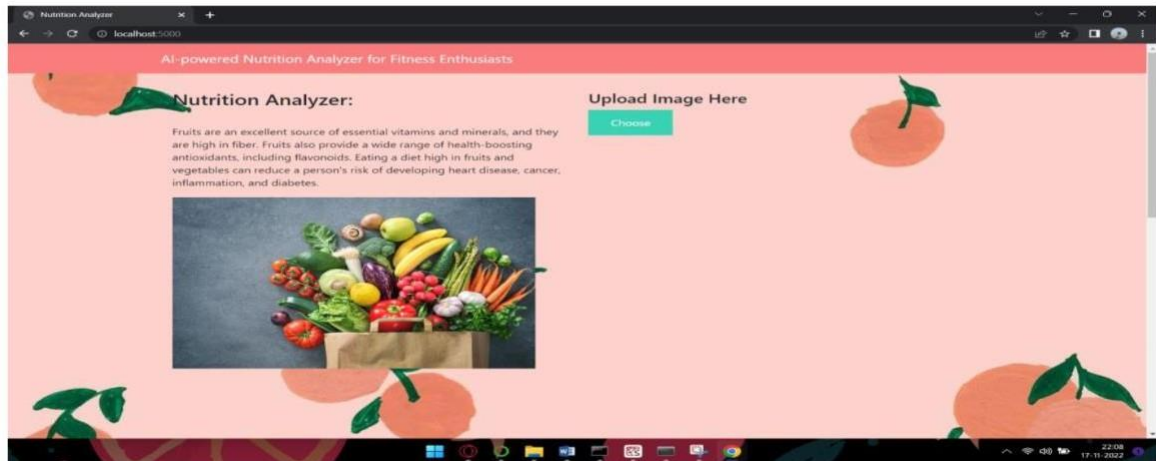 Nutrition Analyzer
localhost:5000
AI-powered Nutrition Analyzer for Fitness Enthusiasts
Nutrition Analyzer:
Fruits are an excellent source of essential vitamins and minerals, and they
are high in fiber. Fruits also provide a wide range of health-boosting
antioxidants, including flavonoids. Eating a diet high in fruits and
vegetables can reduce a person's risk of developing heart disease, cancer,
inflammation, and diabetes.
Upload Image Here
Choose
22:08
17-11-2022